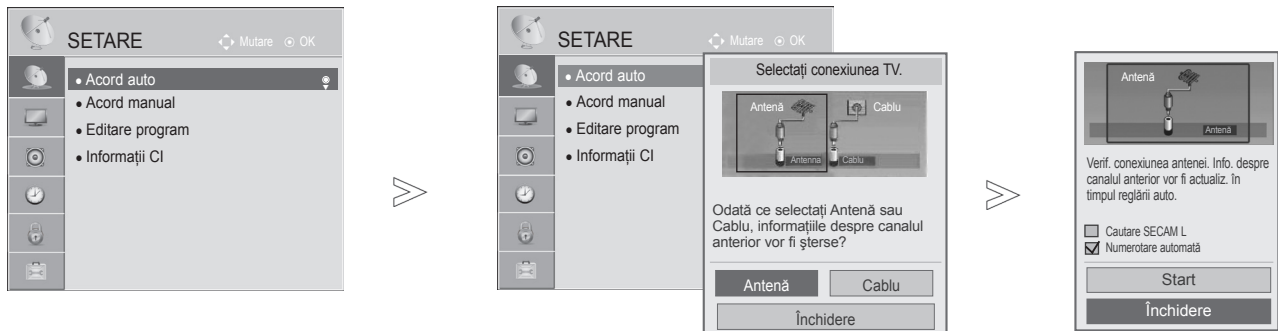 SETARE
Mutare OK
• Acord auto
• Acord manual
• Editare program
• Informații CI
SETARE
Mutare OK
• Acord auto
• Acord manual
• Editare program
• Informații CI
Selectați conexiunea TV.
Antenă
Cablu
Antenna
Cablu
Odată ce selectați Antenă sau
Cablu, informațiile despre canalul
anterior vor fi şterse?
Antenă
Cablu
Închidere
Antenă
Antenă
Verif. conexiunea antenei. Info. despre
canalul anterior vor fi actualiz. în
timpul reglării auto.
Cautare SECAM L
Numerotare automată
Start
Închidere